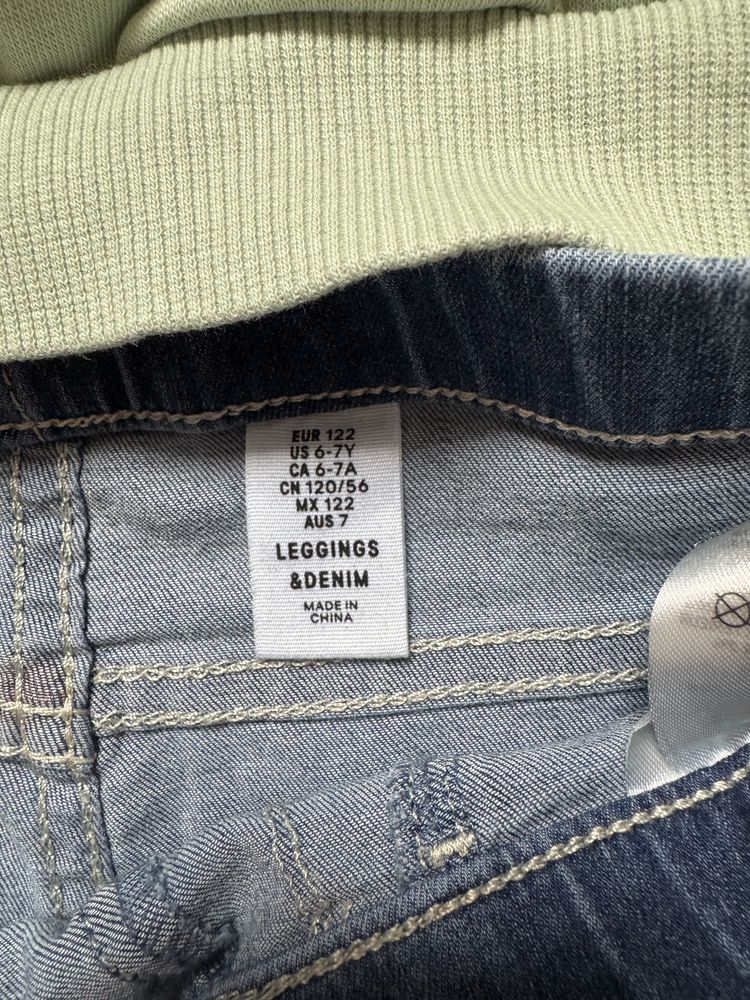 EUR 122
US 6-7Y
CA 6-7A
CN 120/56
MX 122
AUS 7
LEGGINGS
&DENIM
MADE IN
CHINA